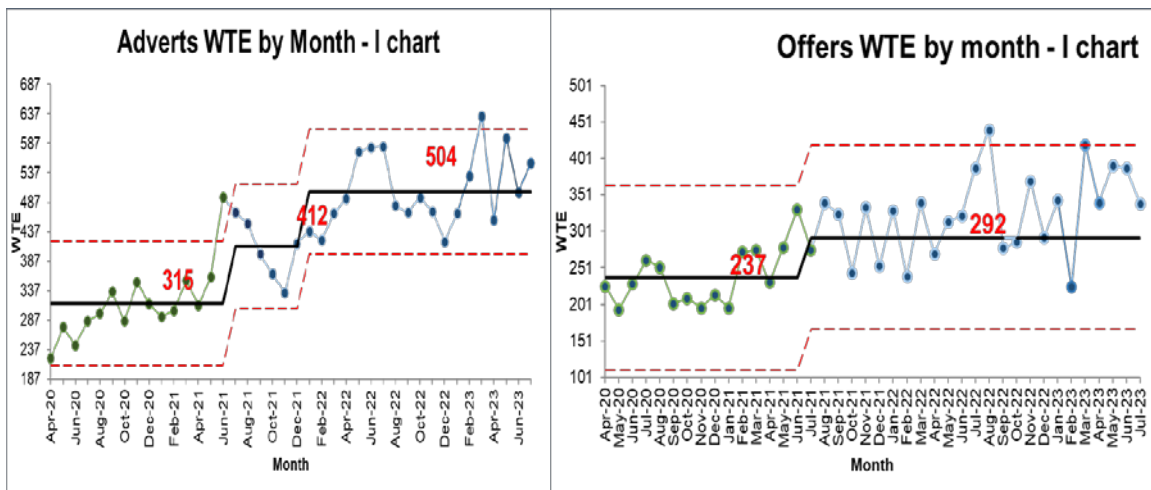 Adverts WTE by Month - I chart
687
637
587
537
487
437
387
337
287
237
187
WTE
315
412
504
Apr-20
Jun-20
Aug-20
Oct-20
Dec-20
Feb-21
Apr-21
Jun-21
Aug-21
Oct-21
Dec-21
Feb-22
Apr-22
Jun-22
Aug-22
Oct-22
Dec-22
Feb-23
Apr-23
Jun-23
Month
Offers WTE by month - I chart
501
451
401
351
301
251
201
151
101
WTE
237
292
Apr-20
May-20
Jun-20
Jul-20
Aug-20
Sep-20
Oct-20
Nov-20
Dec-20
Jan-21
Feb-21
Mar-21
Apr-21
May-21
Jun-21
Jul-21
Aug-21
Sep-21
Oct-21
Nov-21
Dec-21
Jan-22
Feb-22
Mar-22
Apr-22
May-22
Jun-22
Jul-22
Aug-22
Sep-22
Oct-22
Nov-22
Dec-22
Jan-23
Feb-23
Mar-23
Apr-23
May-23
Jun-23
Jul-23
Month